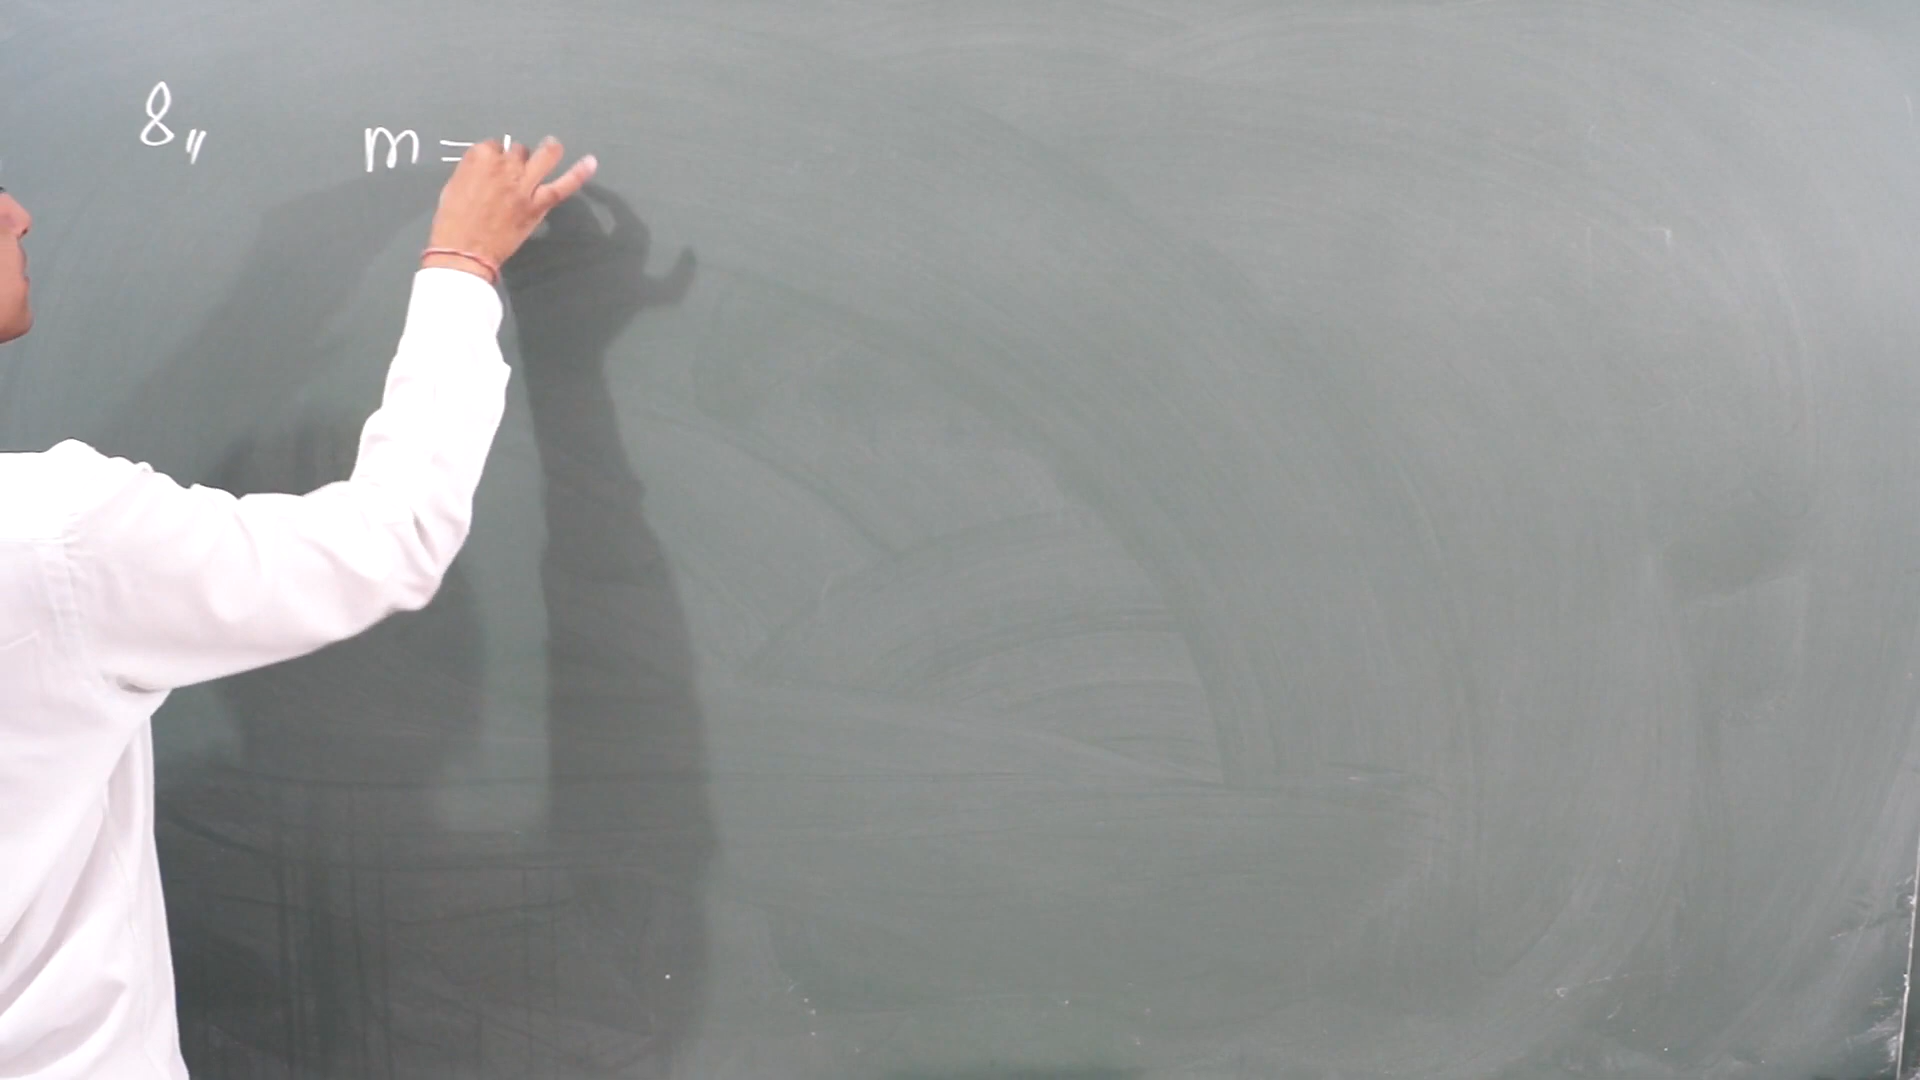 8,, m =